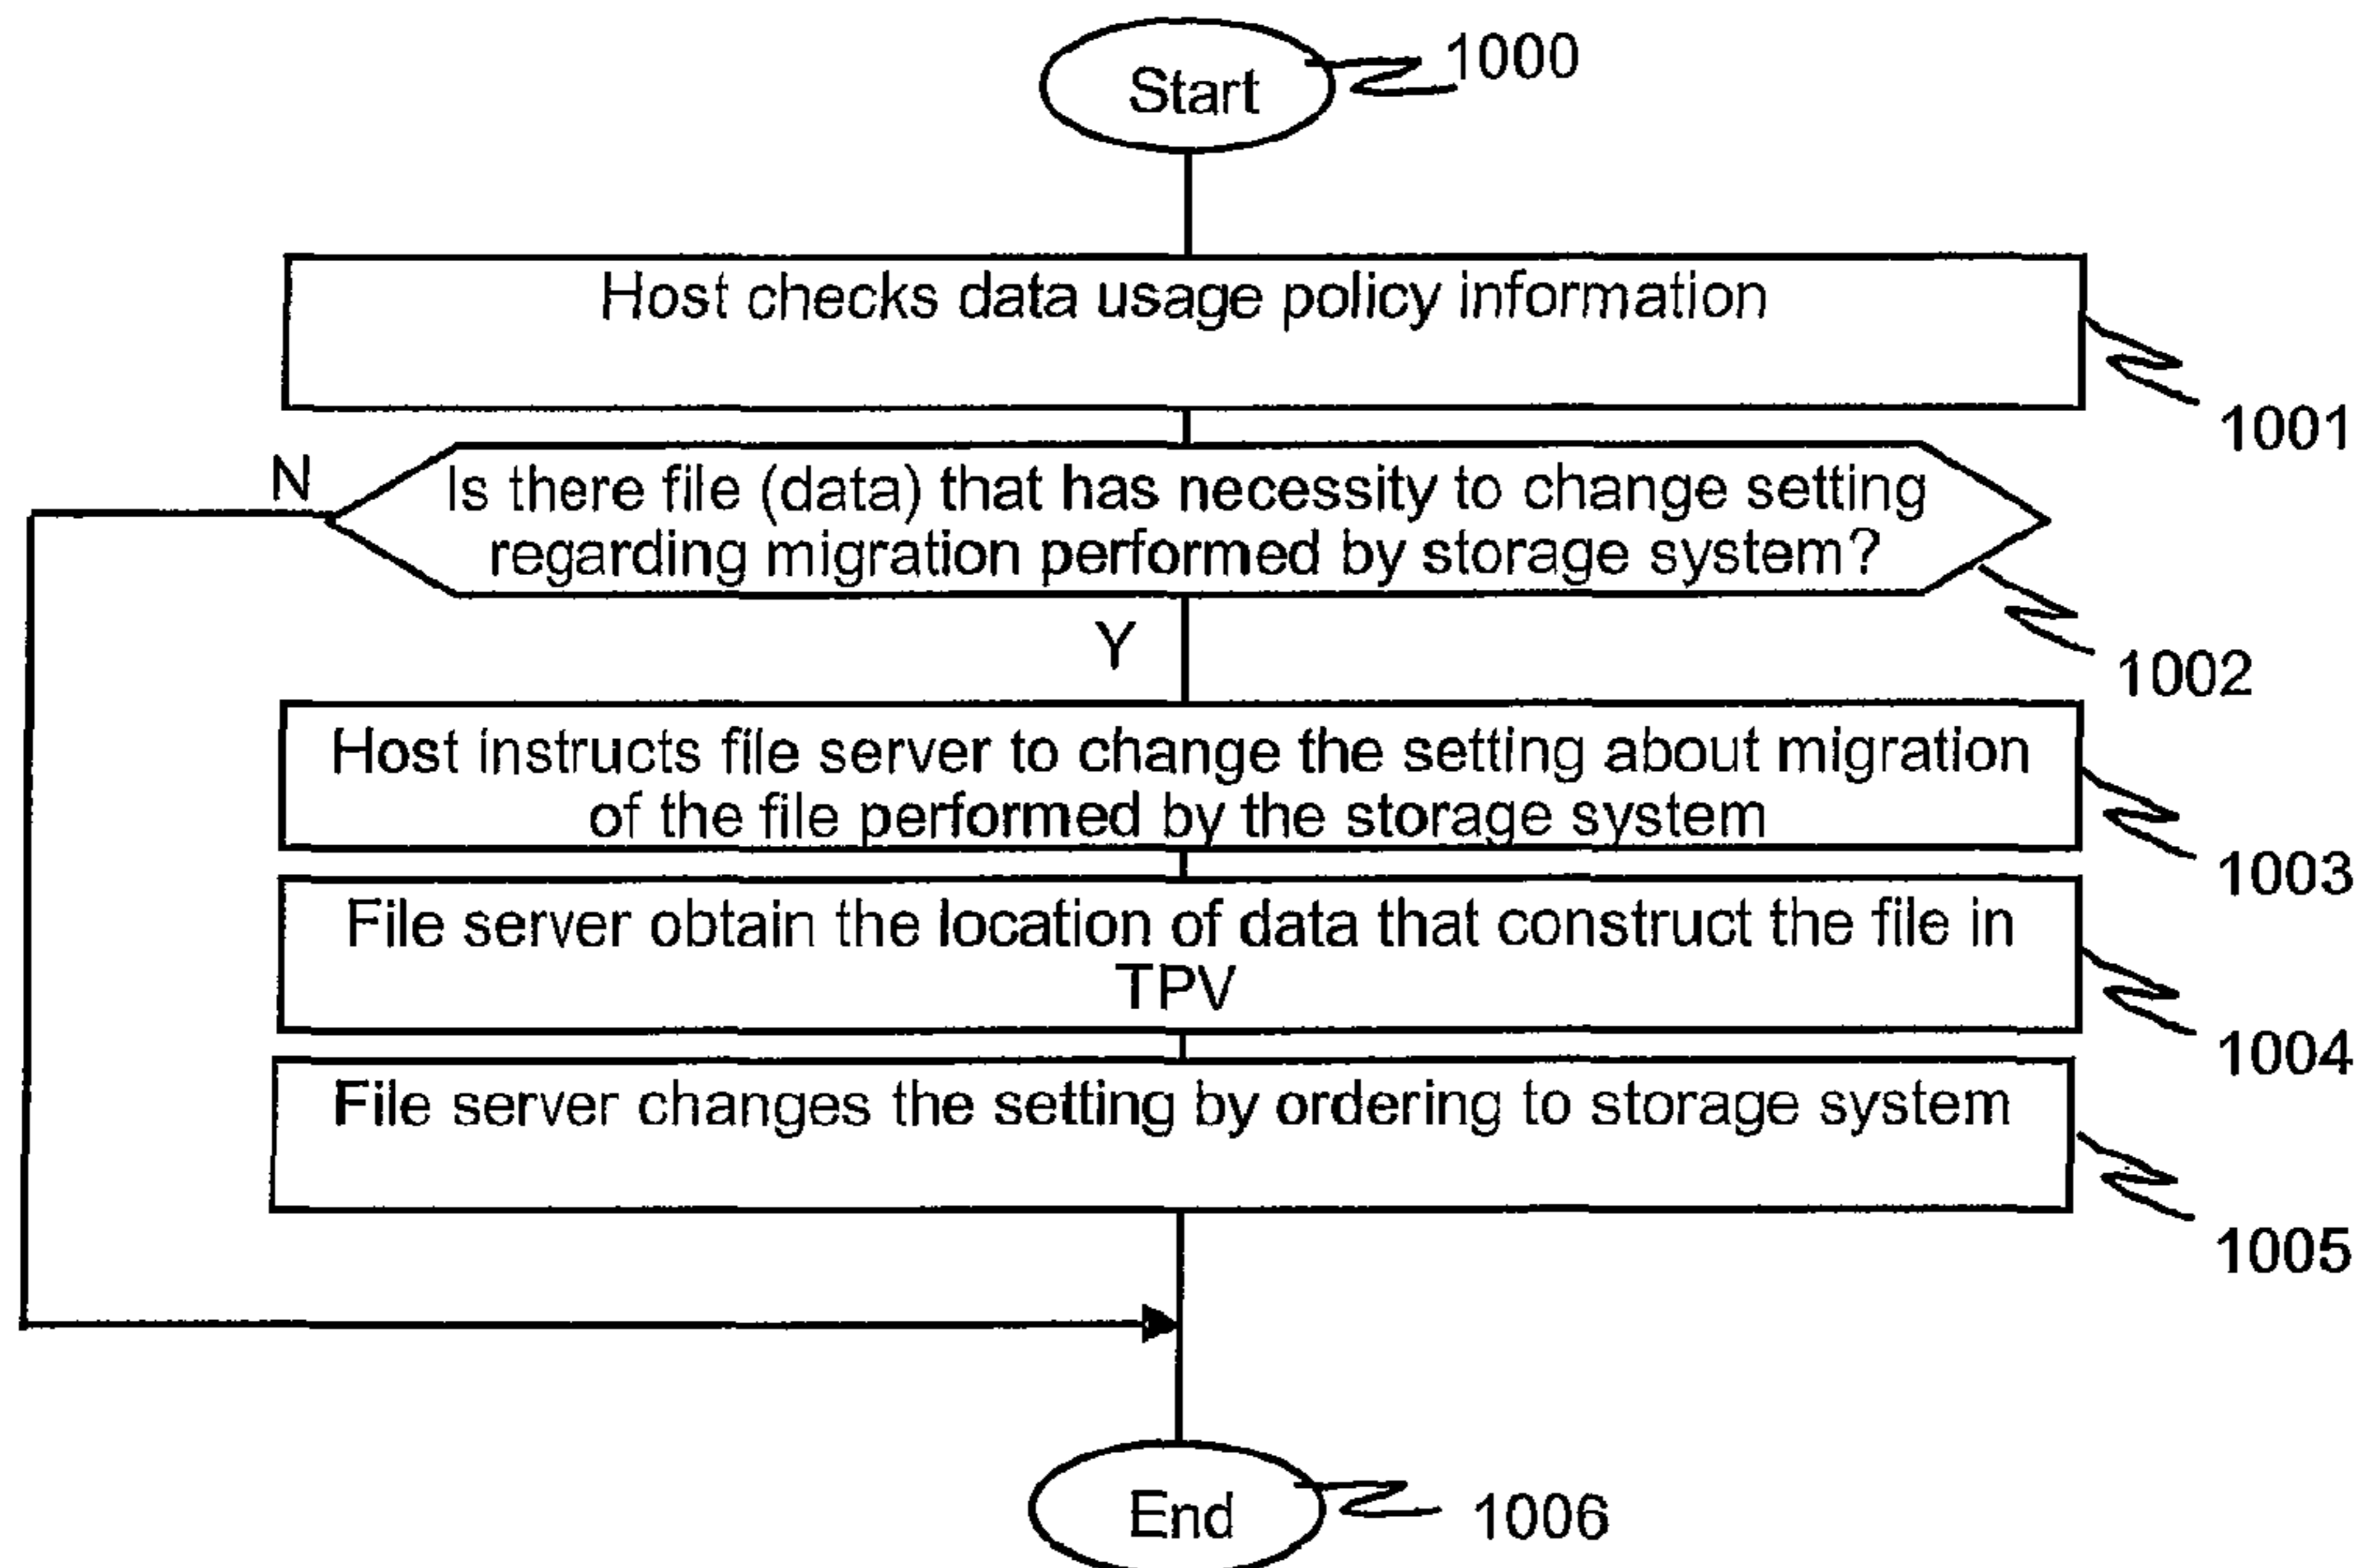 Start
1000
Host checks data usage policy information
1001
N
Is there file (data) that has necessity to change setting
regarding migration performed by storage system?
1002
Y
Host instructs file server to change the setting about migration
of the file performed by the storage system
1003
File server obtain the location of data that construct the file in
TPV
1004
File server changes the setting by ordering to storage system
1005
End
1006